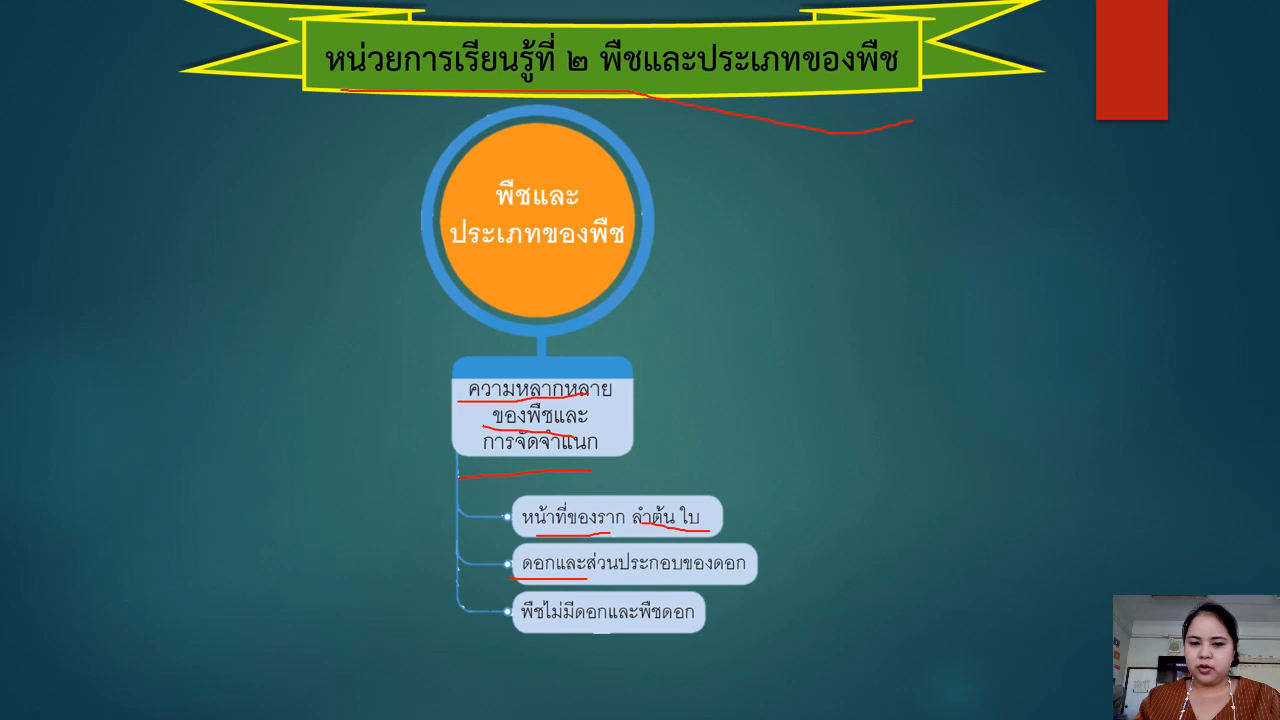 หน่วยการเรียนรู้ที่ ๒ พืชและประเภทของพืช
พืชและ
ประเภทของพืช
ความหลากหลาย
ของพืชและ
การจัดจำแนก
หน้าที่ของราก ลำต้น ใบ
ดอกและส่วนประกอบของดอก
พืชไม่มีดอกและพืชดอก